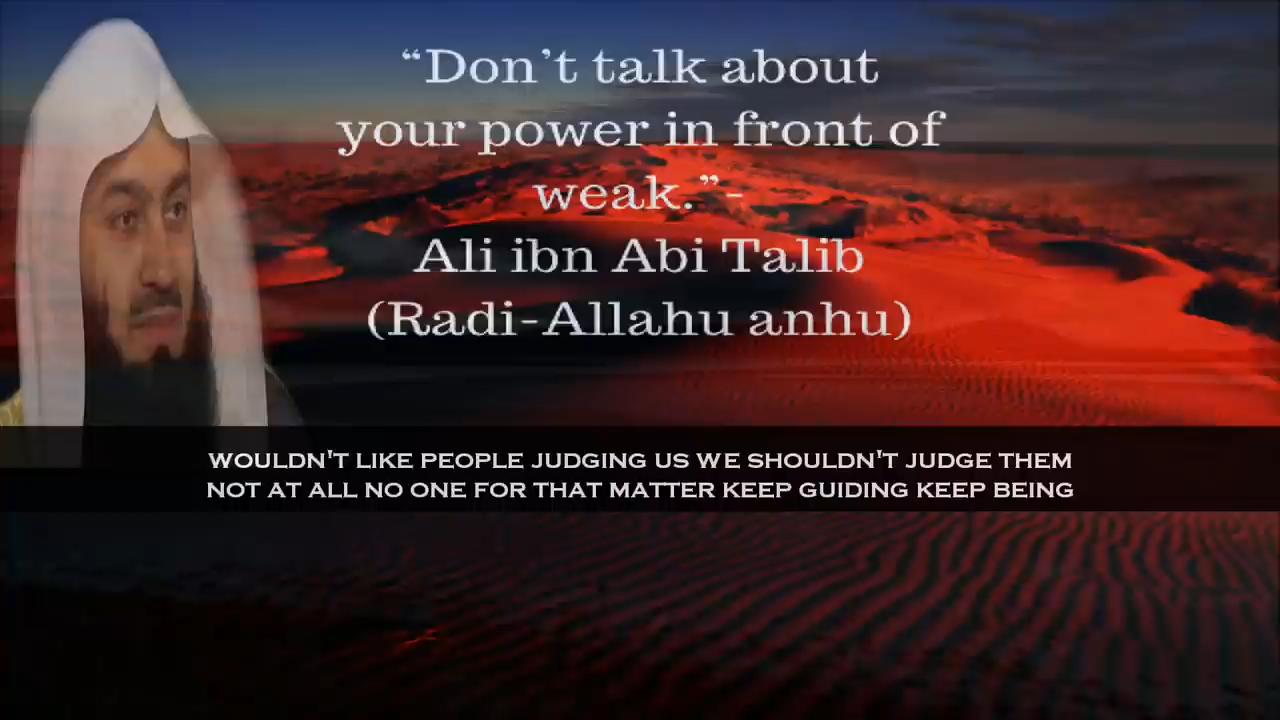 “Don’t talk about
your power in front of
weak.”-
Ali ibn Abi Talib
(Radi-Allahu anhu)
WOULDN'T LIKE PEOPLE JUDGING US WE SHOULDN'T JUDGE THEM
NOT AT ALL NO ONE FOR THAT MATTER KEEP GUIDING KEEP BEING